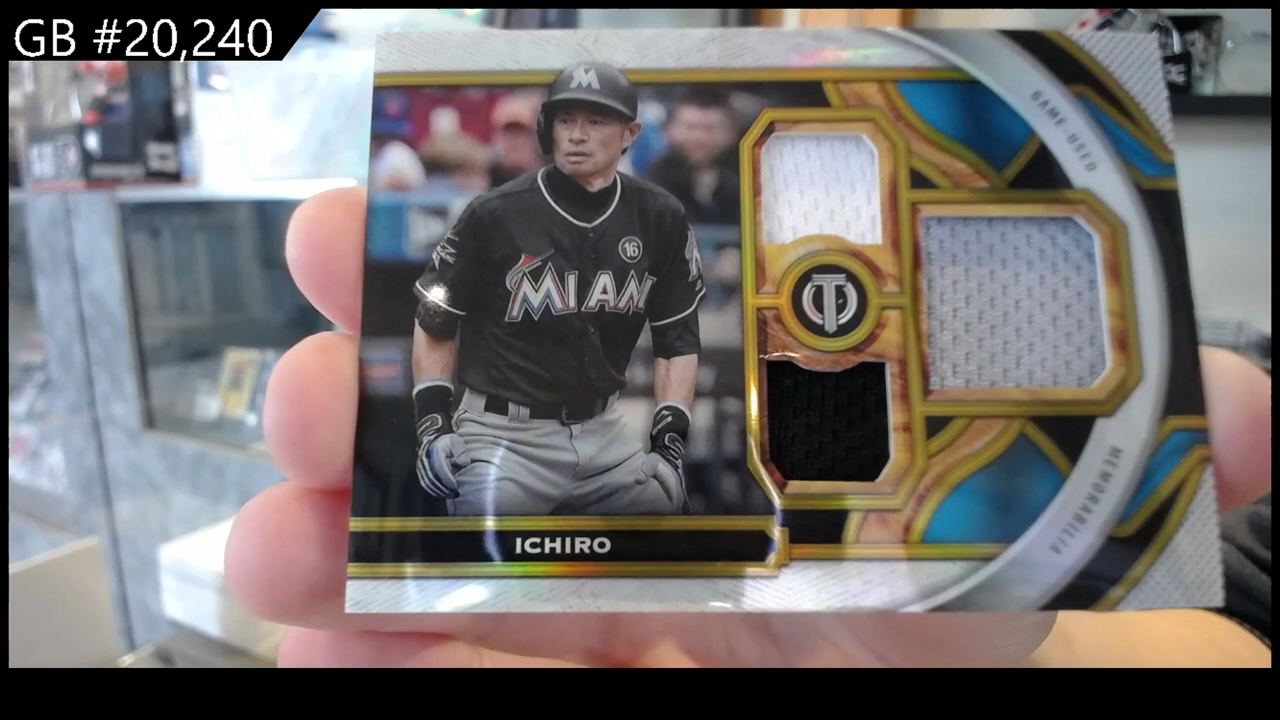 GB #20,240
GAME-USED
M
16
MIAMI
T
MEMORABILIA
ICHIRO